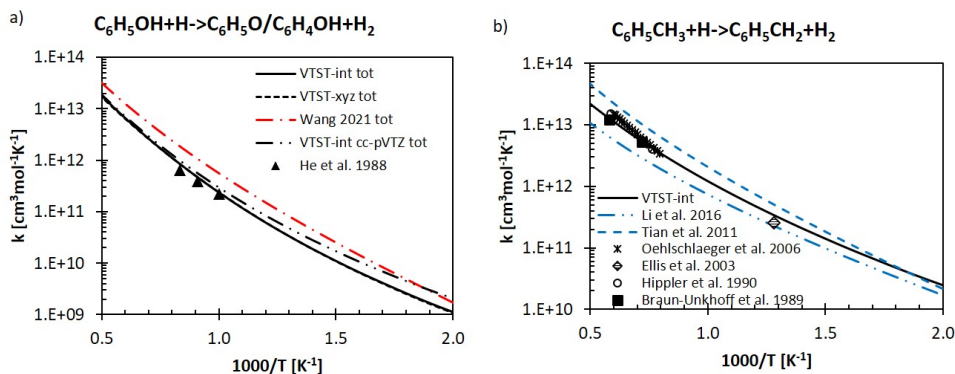 a)
C₆H₅OH+H->C₆H₅O/C₆H₄OH+H₂
k [cm³mol⁻¹K⁻¹]
1.E+14
1.E+13
1.E+12
1.E+11
1.E+10
1.E+09
VTST-int tot
VTST-xyz tot
Wang 2021 tot
VTST-int cc-pVTZ tot
He et al. 1988
0.5 1.0 1.5 2.0
1000/T [K⁻¹]
b)
C₆H₅CH₃+H->C₆H₅CH₂+H₂
k [cm³mol⁻¹K⁻¹]
1.E+14
1.E+13
1.E+12
1.E+11
1.E+10
VTST-int
Li et al. 2016
Tian et al. 2011
Oehlschlaeger et al. 2006
Ellis et al. 2003
Hippler et al. 1990
Braun-Unkhoff et al. 1989
0.5 1.0 1.5 2.0
1000/T [K⁻¹]